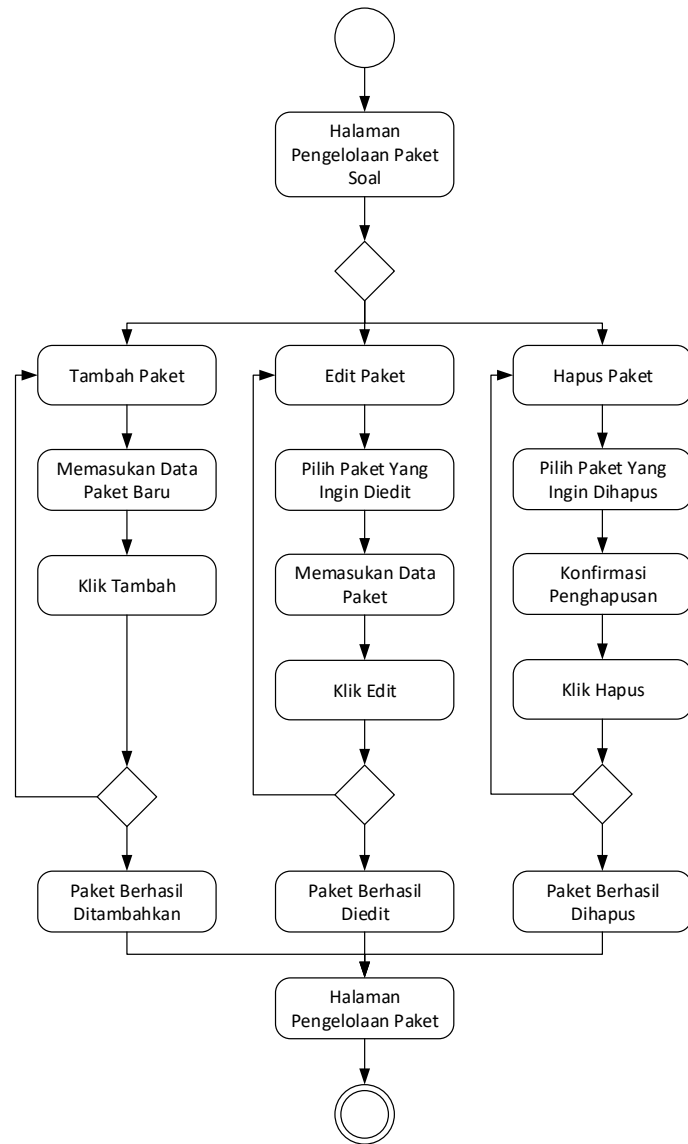 Halaman
Pengelolaan Paket
Soal
Tambah Paket
Edit Paket
Hapus Paket
Memasukan Data
Paket Baru
Pilih Paket Yang
Ingin Diedit
Pilih Paket Yang
Ingin Dihapus
Klik Tambah
Memasukan Data
Paket
Konfirmasi
Penghapusan
Klik Edit
Klik Hapus
Paket Berhasil
Ditambahkan
Paket Berhasil
Diedit
Paket Berhasil
Dihapus
Halaman
Pengelolaan Paket